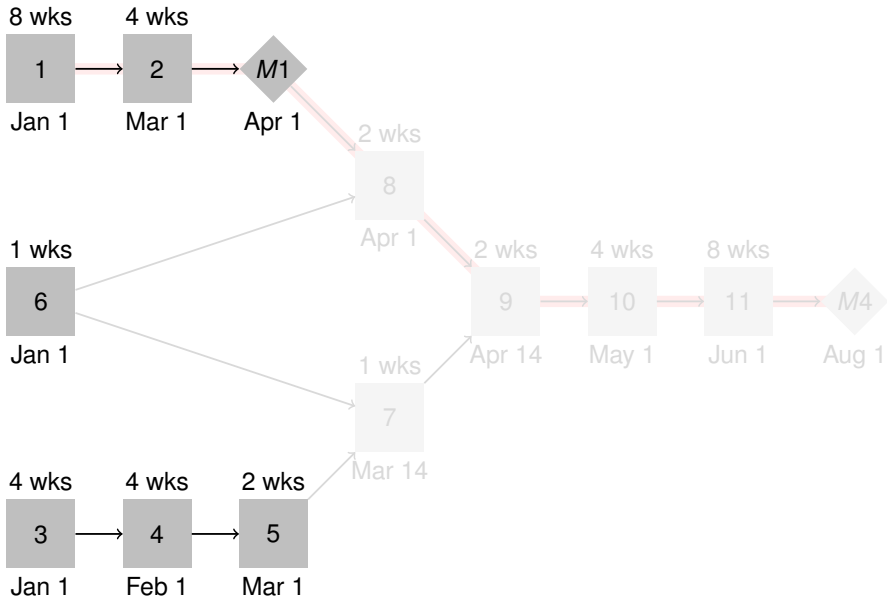 8 wks 4 wks
1 2 M1
Jan 1 Mar 1 Apr 1
2 wks
8
Apr 1
1 wks 2 wks 4 wks 8 wks
6 9 10 11 M4
Jan 1 Apr 14 May 1 Jun 1 Aug 1
1 wks
7
Mar 14
4 wks 4 wks 2 wks
3 4 5
Jan 1 Feb 1 Mar 1